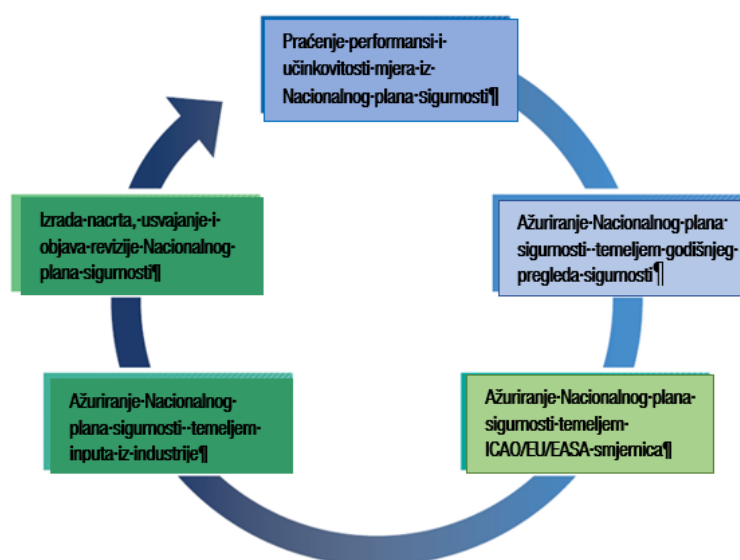 Praćenje·performansi·i·
učinkovitosti·mjera·iz·
Nacionalnog·plana·sigurnosti¶
Ažuriranje·Nacionalnog·plana·
sigurnosti··temeljem·godišnjeg·
pregleda·sigurnosti¶
Ažuriranje·Nacionalnog·plana·
sigurnosti·temeljem·
ICAO/EU/EASA·smjernica¶
Ažuriranje·Nacionalnog·
plana·sigurnosti··temeljem·
inputa·iz·industrije¶
Izrada·nacrta,·usvajanje·i·
objava·revizije·Nacionalnog·
plana·sigurnosti¶